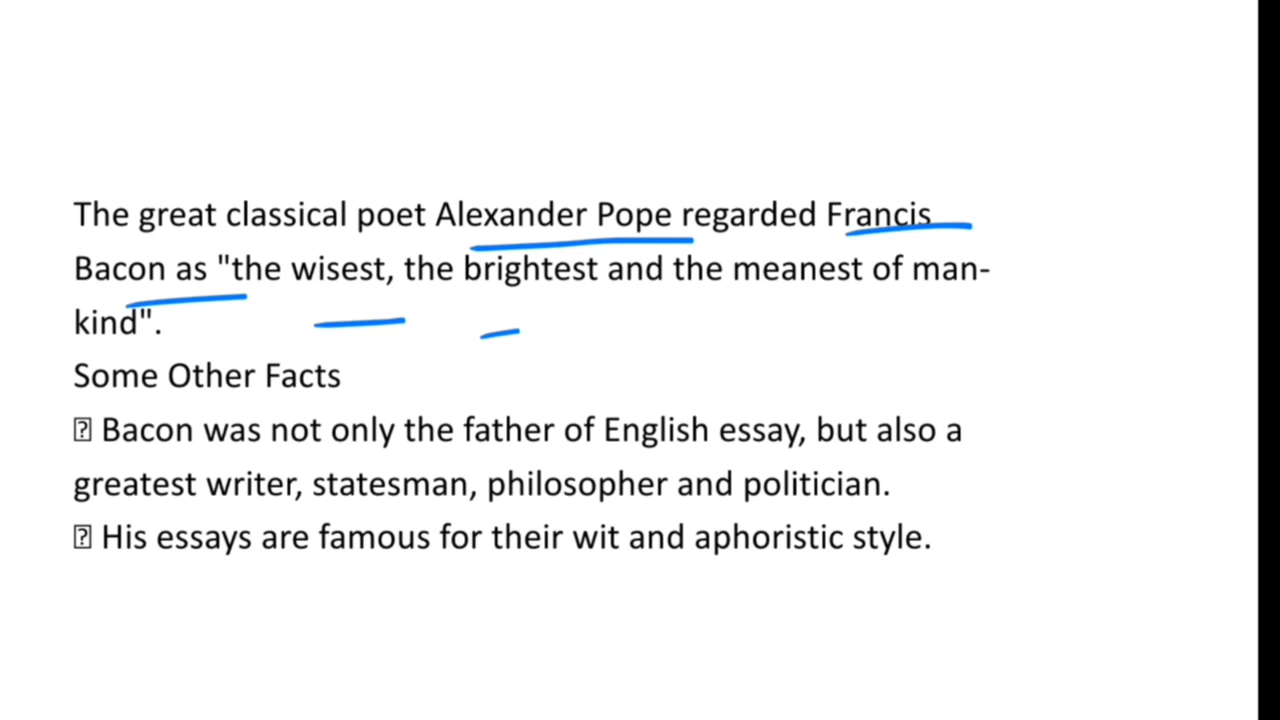 The great classical poet Alexander Pope regarded Francis
Bacon as "the wisest, the brightest and the meanest of man-
kind".
Some Other Facts
⍰ Bacon was not only the father of English essay, but also a
greatest writer, statesman, philosopher and politician.
⍰ His essays are famous for their wit and aphoristic style.